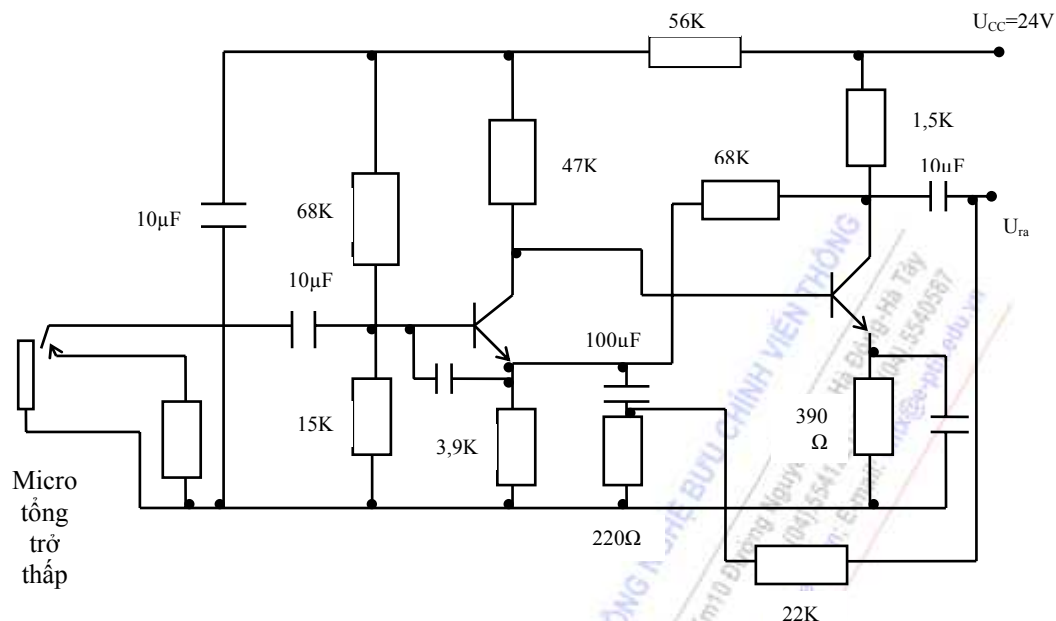 56K
U_CC=24V
1,5K
47K
68K
10µF
10µF
68K
U_ra
10µF
100µF
15K
3,9K
390
Ω
Micro
tổng
trở
thấp
220Ω
22K